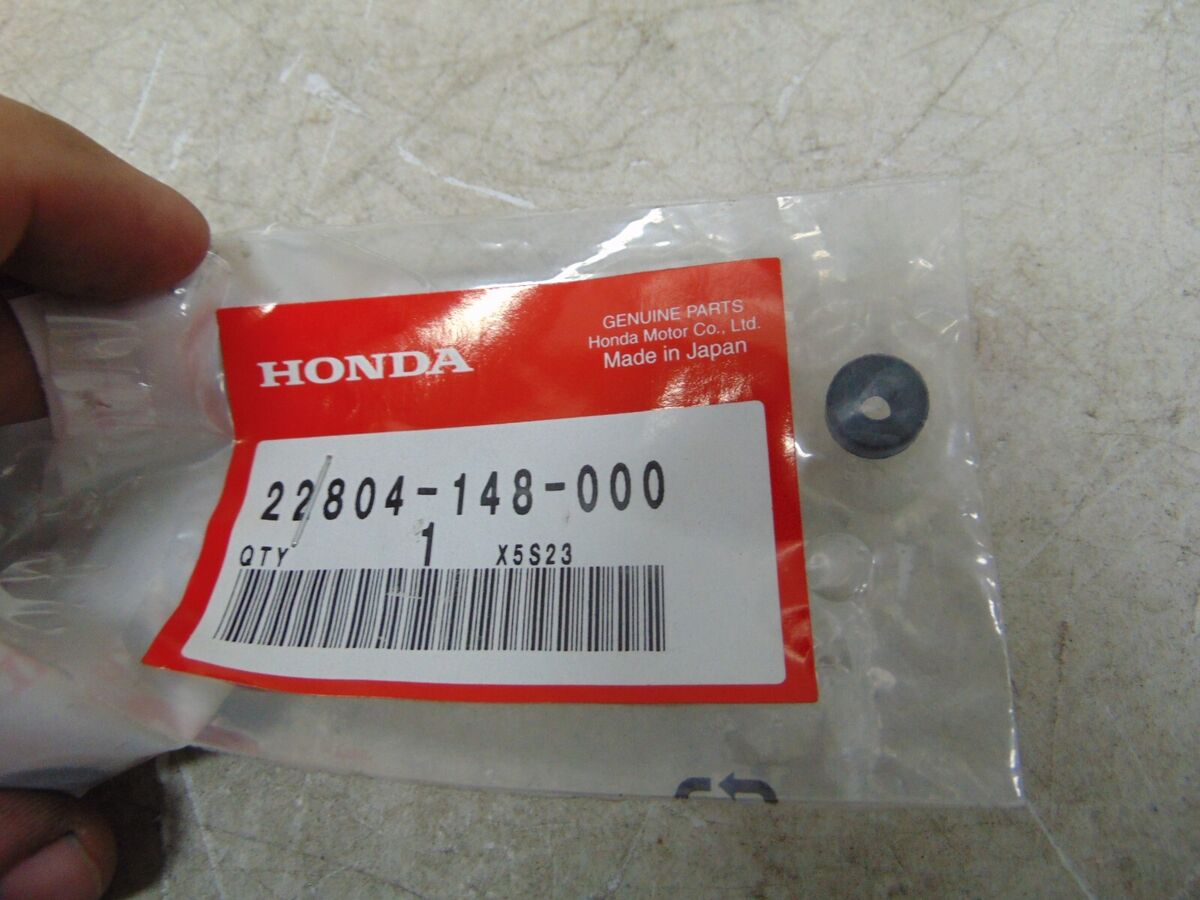 HONDA
GENUINE PARTS
Honda Motor Co., Ltd.
Made in Japan
22804-148-000
QTY 1 X5S23